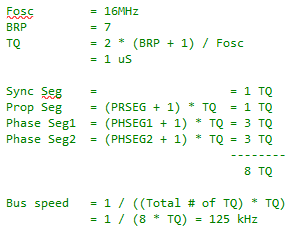 Fosc = 16MHz
BRP = 7
TQ = 2 * (BRP + 1) / Fosc
= 1 uS
Sync Seg = = 1 TQ
Prop Seg = (PRSEG + 1) * TQ = 1 TQ
Phase Seg1 = (PHSEG1 + 1) * TQ = 3 TQ
Phase Seg2 = (PHSEG2 + 1) * TQ = 3 TQ
--------
8 TQ
Bus speed = 1 / ((Total # of TQ) * TQ)
= 1 / (8 * TQ) = 125 kHz